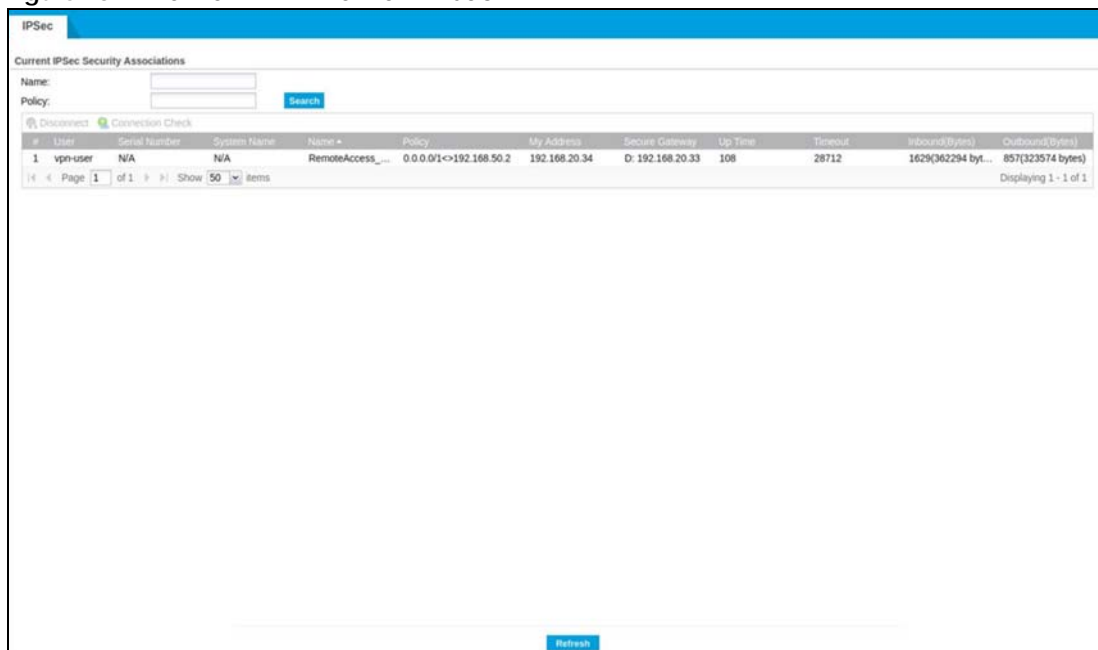 IPSec
Current IPSec Security Associations
Name:
Policy:
Search
Disconnect Connection Check
# User Serial Number System Name Name Policy My Address Secure Gateway Up Time Timeout Inbound(Bytes) Outbound(Bytes)
1 vpn-user N/A N/A RemoteAccess_... 0.0.0.0/1<>192.168.50.2 192.168.20.34 D: 192.168.20.33 108 28712 1629(362294 byt... 857(323574 bytes)
Page 1 of 1 Show 50 items Displaying 1 - 1 of 1
Refresh